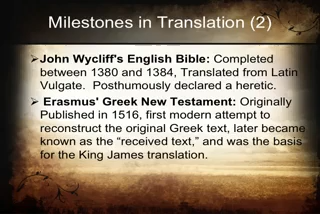 Milestones in Translation (2)
➢John Wycliff's English Bible: Completed
between 1380 and 1384, Translated from Latin
Vulgate. Posthumously declared a heretic.
➢ Erasmus' Greek New Testament: Originally
Published in 1516, first modern attempt to
reconstruct the original Greek text, later became
known as the “received text,” and was the basis
for the King James translation.